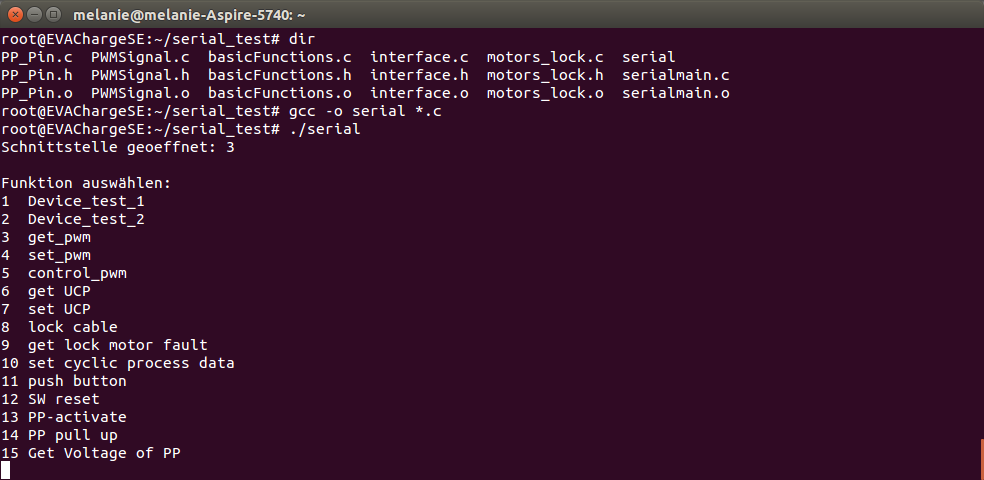 melanie@melanie-Aspire-5740: ~
root@EVAChargeSE:~/serial_test# dir
PP_Pin.c  PWMSignal.c  basicFunctions.c  interface.c  motors_lock.c  serial
PP_Pin.h  PWMSignal.h  basicFunctions.h  interface.h  motors_lock.h  serialmain.c
PP_Pin.o  PWMSignal.o  basicFunctions.o  interface.o  motors_lock.o  serialmain.o
root@EVAChargeSE:~/serial_test# gcc -o serial *.c
root@EVAChargeSE:~/serial_test# ./serial
Schnittstelle geoeffnet: 3
Funktion auswählen:
1  Device_test_1
2  Device_test_2
3  get_pwm
4  set_pwm
5  control_pwm
6  get UCP
7  set UCP
8  lock cable
9  get lock motor fault
10 set cyclic process data
11 push button
12 SW reset
13 PP-activate
14 PP pull up
15 Get Voltage of PP